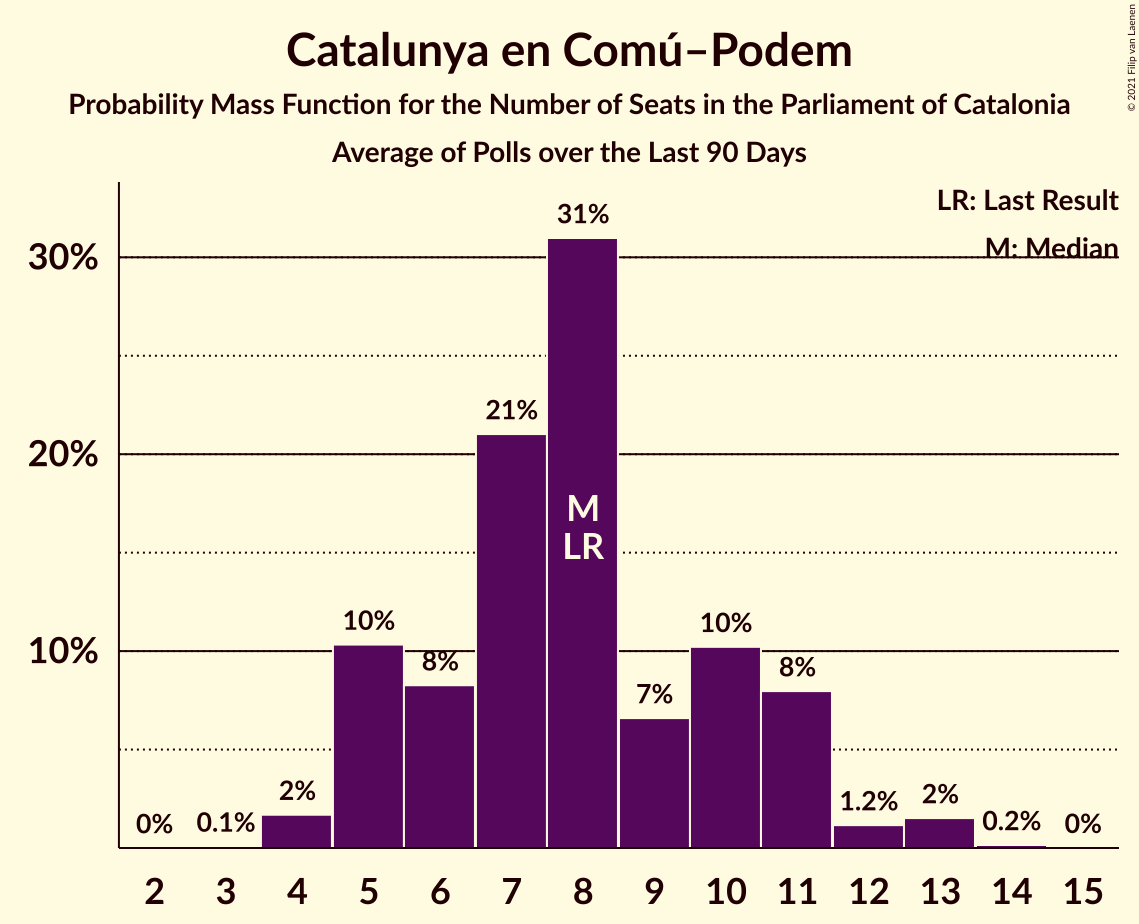 Catalunya en Comú–Podem
Probability Mass Function for the Number of Seats in the Parliament of Catalonia
Average of Polls over the Last 90 Days
© 2021 Filip van Laenen
LR: Last Result
M: Median
30%
20%
10%
0%
0.1%
2%
10%
8%
21%
31%
M
LR
7%
10%
8%
1.2%
2%
0.2%
0%
2 3 4 5 6 7 8 9 10 11 12 13 14 15